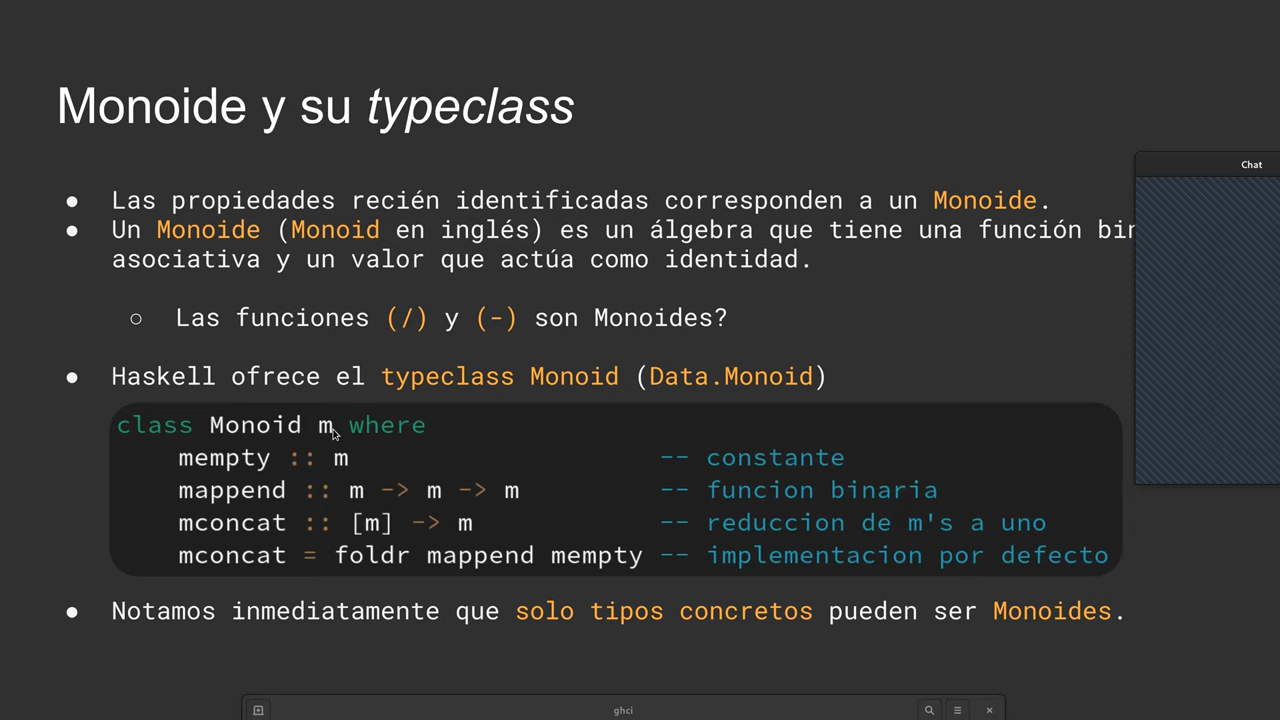 Monoide y su typeclass
Chat
● Las propiedades recién identificadas corresponden a un Monoide.
● Un Monoide (Monoid en inglés) es un álgebra que tiene una función
asociativa y un valor que actúa como identidad.
○ Las funciones (/) y (-) son Monoides?
● Haskell ofrece el typeclass Monoid (Data.Monoid)
class Monoid m where
mempty :: m -- constante
mappend :: m -> m -> m -- funcion binaria
mconcat :: [m] -> m -- reduccion de m's a uno
mconcat = foldr mappend mempty -- implementacion por defecto
● Notamos inmediatamente que solo tipos concretos pueden ser Monoides.
ghci